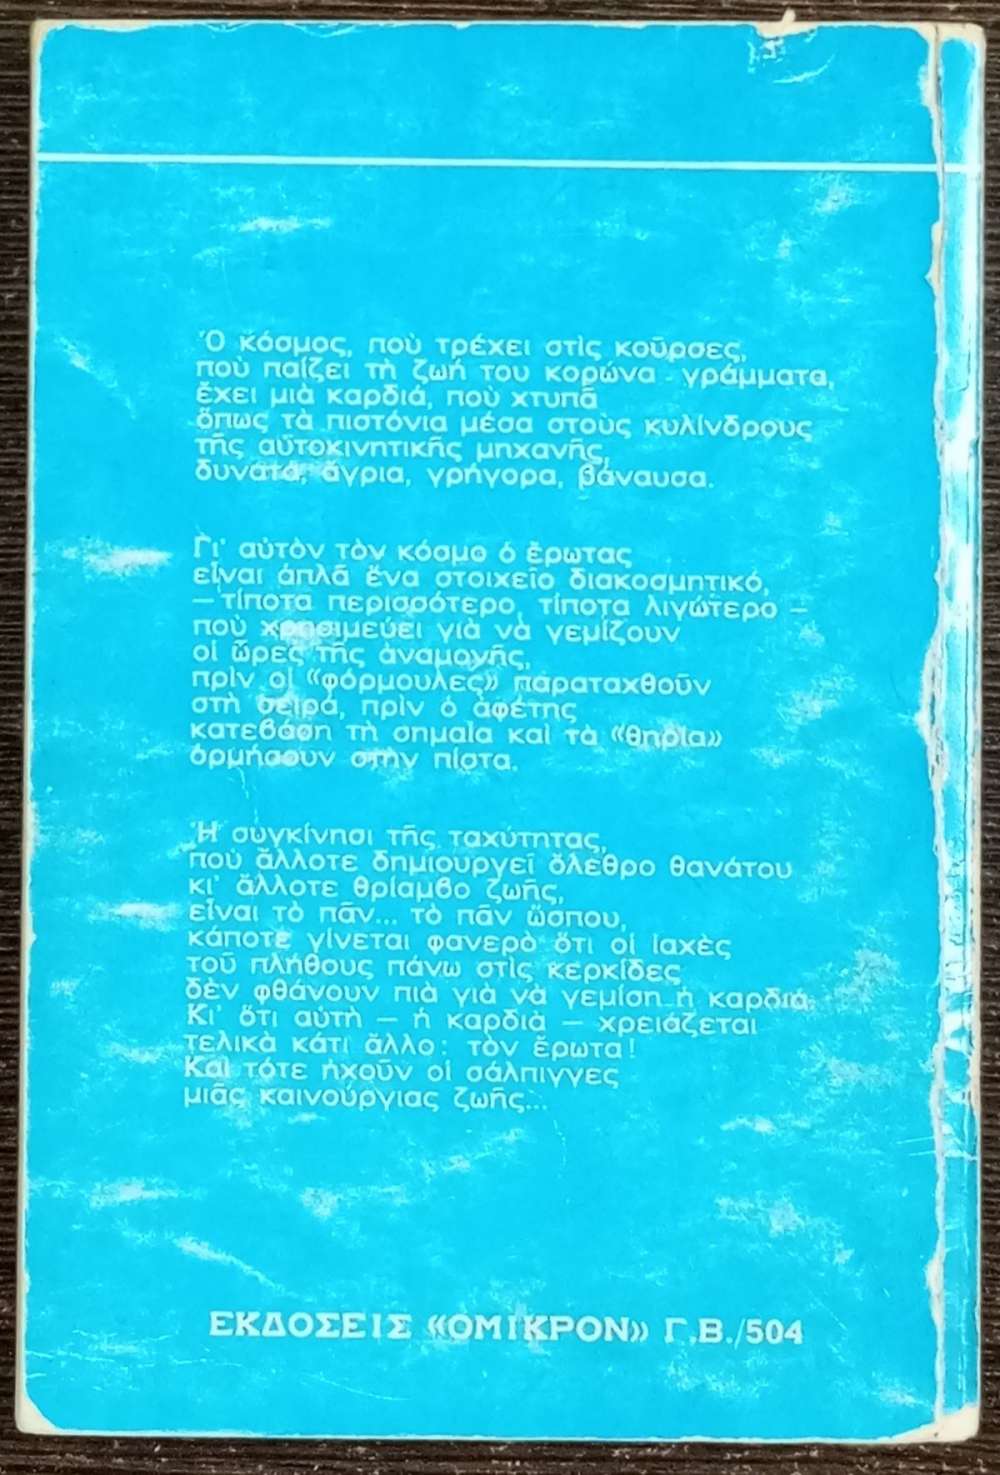 Ὁ κόσμος, ποὺ τρέχει στὶς κοῦρσες,
ποὺ παίζει τὴ ζωή του κορώνα - γράμματα,
ἔχει μιὰ καρδιά, ποὺ χτυπᾶ
ὅπως τὰ πιστόνια μέσα στοὺς κυλίνδρους
τῆς αὐτοκινητικῆς μηχανῆς,
δυνατά, ἄγρια, γρήγορα, βάναυσα.
Γι' αὐτὸν τὸν κόσμο ὁ ἔρωτας
εἶναι ἁπλᾶ ἕνα στοιχεῖο διακοσμητικό,
— τίποτα περισσότερο, τίποτα λιγώτερο —
ποὺ χρησιμεύει γιὰ νὰ γεμίζουν
οἱ ὧρες τῆς ἀναμονῆς,
πρὶν οἱ «φόρμουλες» παραταχθοῦν
στὴ σειρά, πρὶν ὁ ἀφέτης
κατεβάση τὴ σημαία καὶ τὰ «θηρία»
ὁρμήσουν στὴν πίστα.
Ἡ συγκίνησι τῆς ταχύτητας,
ποὺ ἄλλοτε δημιουργεῖ ὄλεθρο θανάτου
κι' ἄλλοτε θρίαμβο ζωῆς,
εἶναι τὸ πᾶν... τὸ πᾶν ὥσπου,
κάποτε γίνεται φανερὸ ὅτι οἱ ἰαχὲς
τοῦ πλήθους πάνω στὶς κερκίδες
δὲν φθάνουν πιὰ γιὰ νὰ γεμίση ἡ καρδιά.
Κι' ὅτι αὐτὴ — ἡ καρδιὰ — χρειάζεται
τελικὰ κάτι ἄλλο: τὸν ἔρωτα!
Καὶ τότε ἠχοῦν οἱ σάλπιγγες
μιᾶς καινούργιας ζωῆς...
ΕΚΔΟΣΕΙΣ «ΟΜΙΚΡΟΝ» Γ.Β./504